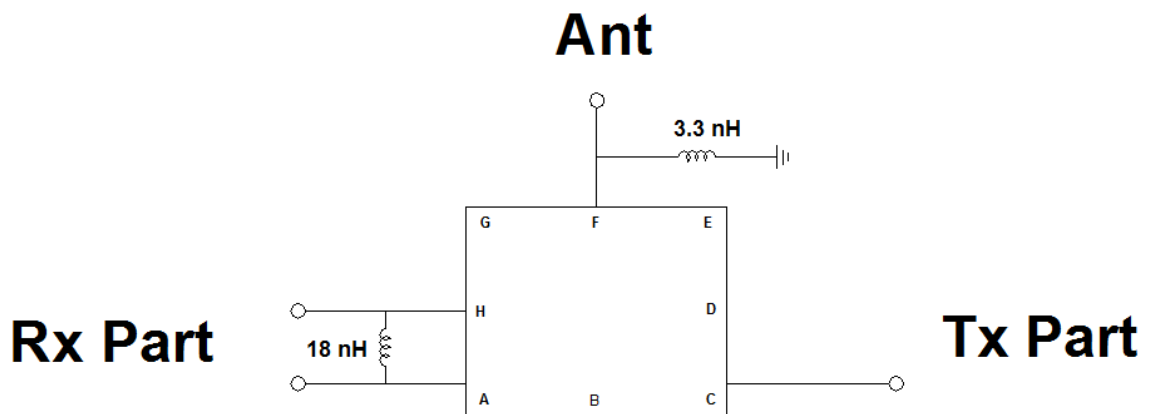 Ant
3.3 nH
G F E
Rx Part
18 nH
H
D
Tx Part
A B C